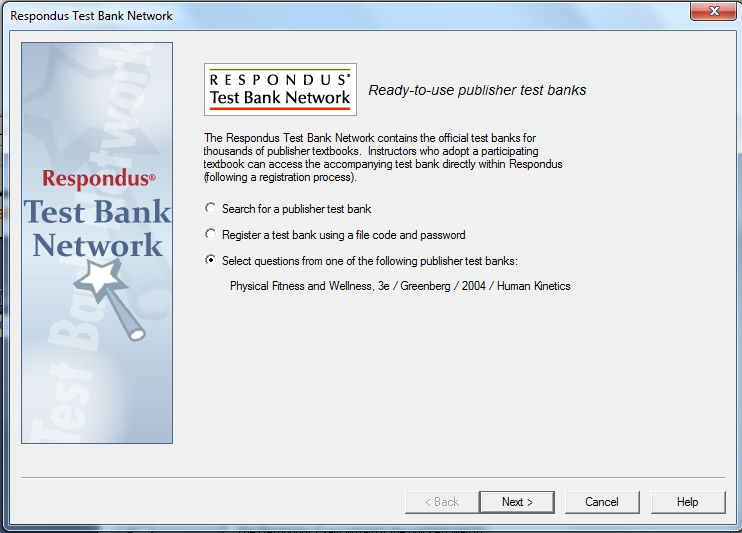 Respondus Test Bank Network
RESPONDUS®
Test Bank Network
Ready-to-use publisher test banks
The Respondus Test Bank Network contains the official test banks for
thousands of publisher textbooks. Instructors who adopt a participating
textbook can access the accompanying test bank directly within Respondus
(following a registration process).
Respondus®
Test Bank
Network
Test Bank Network
Search for a publisher test bank
Register a test bank using a file code and password
Select questions from one of the following publisher test banks:
Physical Fitness and Wellness, 3e / Greenberg / 2004 / Human Kinetics
< Back
Next >
Cancel
Help